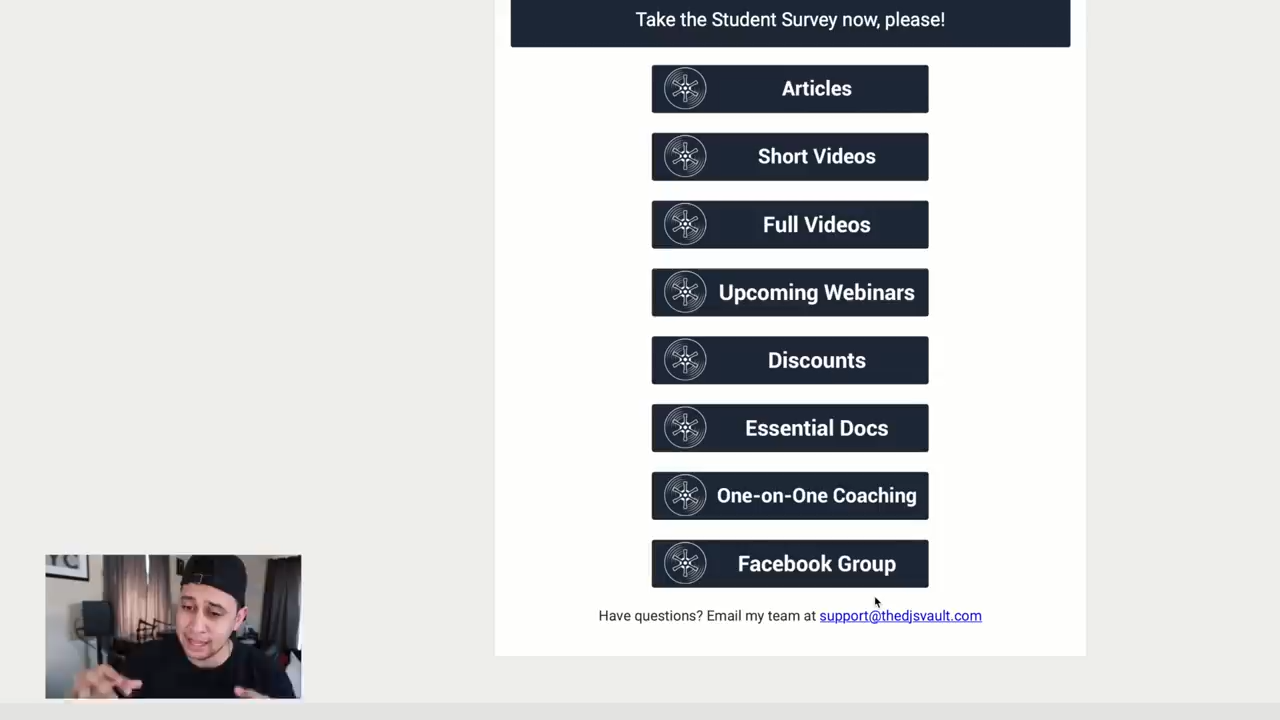 Take the Student Survey now, please!
Articles
Short Videos
Full Videos
Upcoming Webinars
Discounts
Essential Docs
One-on-One Coaching
Facebook Group
Have questions? Email my team at support@thedjsvault.com
YC